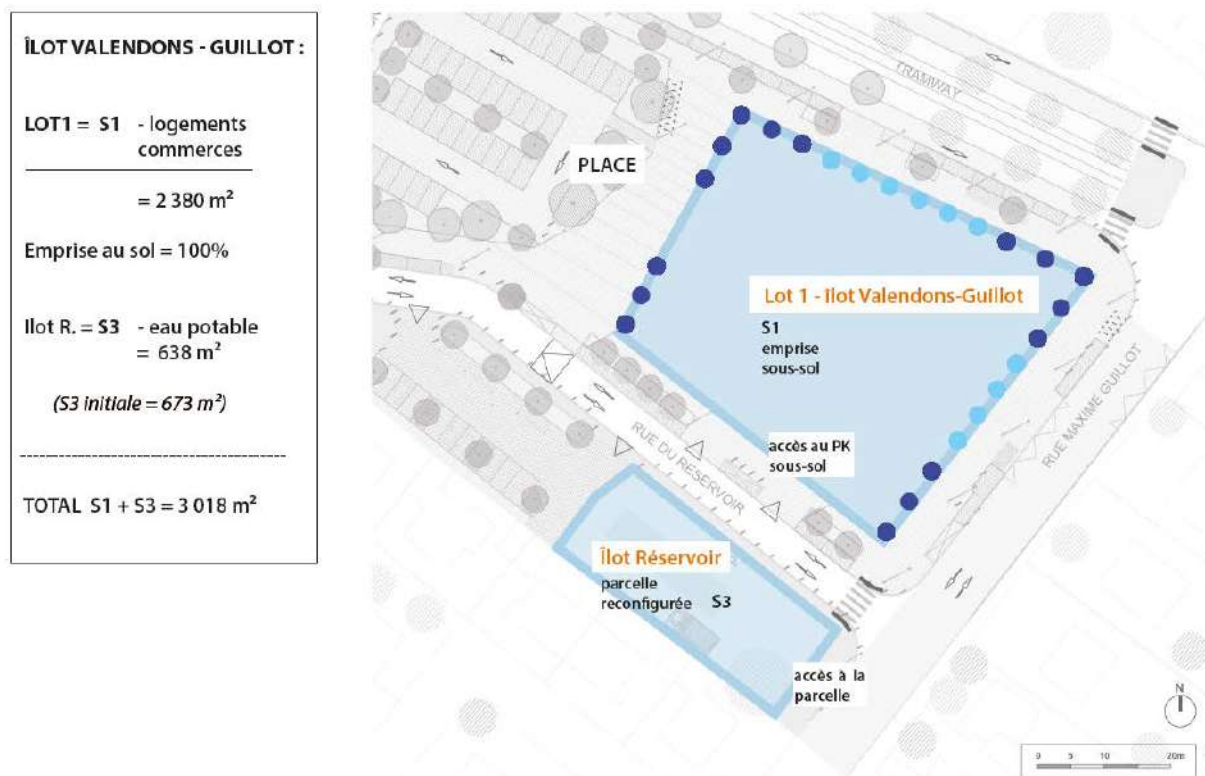 ÎLOT VALENDONS - GUILLOT :
LOT1 = S1 - logements
commerces
= 2 380 m²
Emprise au sol = 100%
Ilot R. = S3 - eau potable
= 638 m²
(S3 initiale = 673 m²)
TOTAL S1 + S3 = 3 018 m²
TRAMWAY
PLACE
Lot 1 - Ilot Valendons-Guillot
S1
emprise
sous-sol
accès au PK
sous-sol
RUE MAXIME GUILLOT
RUE DU RESERVOIR
Îlot Réservoir
parcelle
reconfigurée S3
accès à la
parcelle
N
0 5 10 20m